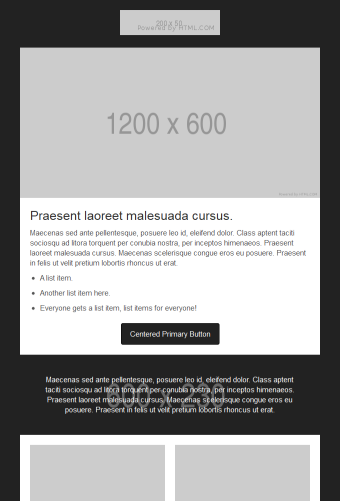 200 x 50
Powered by HTML.COM
1200 x 600
Praesent laoreet malesuada cursus.
Maecenas sed ante pellentesque, posuere leo id, eleifend dolor. Class aptent taciti
sociosqu ad litora torquent per conubia nostra, per inceptos himenaeos. Praesent
laoreet malesuada cursus. Maecenas scelerisque congue eros eu posuere. Praesent
in felis ut velit pretium lobortis rhoncus ut erat.
A list item.
Another list item here.
Everyone gets a list item, list items for everyone!
Centered Primary Button
Maecenas sed ante pellentesque, posuere leo id, eleifend dolor. Class aptent
taciti sociosqu ad litora torquent per conubia nostra, per inceptos himenaeos.
Praesent laoreet malesuada cursus. Maecenas scelerisque congue eros eu
posuere. Praesent in felis ut velit pretium lobortis rhoncus ut erat.
600 x 230